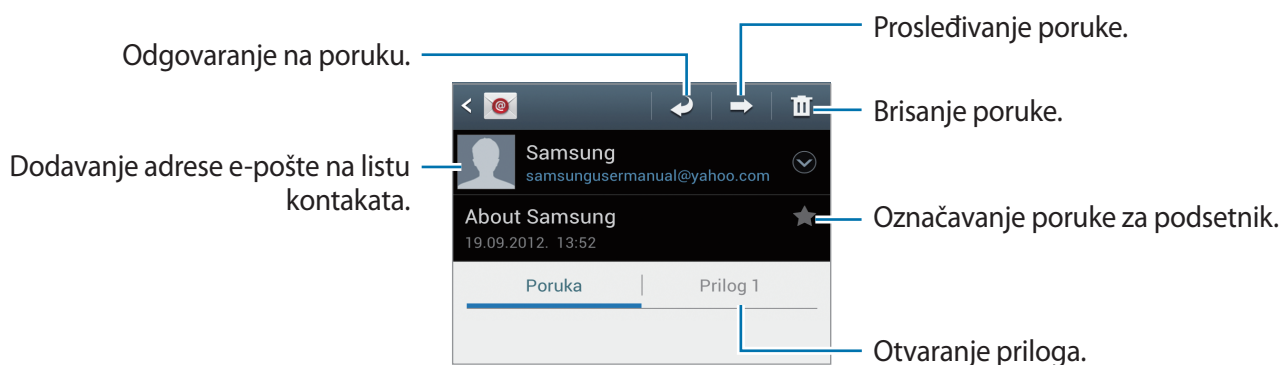 Prosleđivanje poruke.
Odgovaranje na poruku.
Brisanje poruke.
Dodavanje adrese e-pošte na listu
kontakata.
Samsung
samsungusermanual@yahoo.com
About Samsung
19.09.2012. 13:52
Označavanje poruke za podsetnik.
Poruka
Prilog 1
Otvaranje priloga.